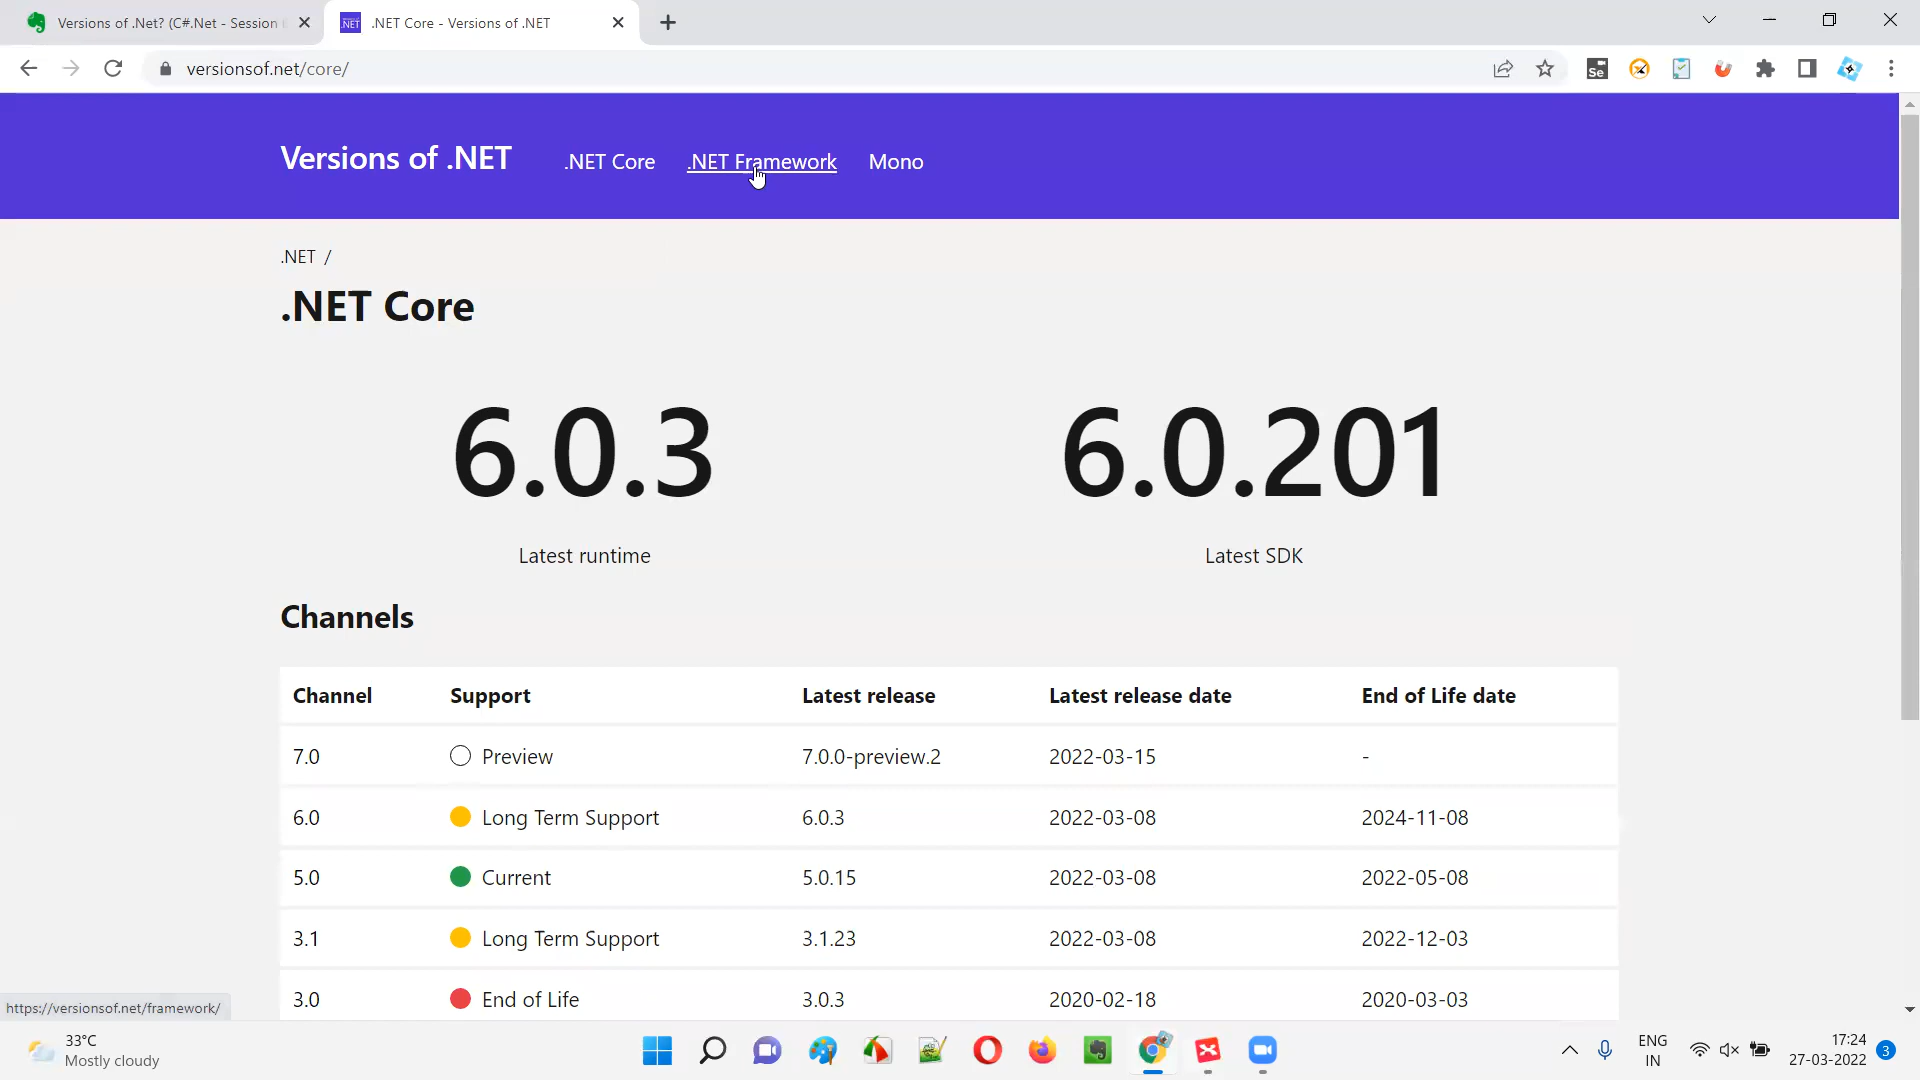 Versions of .Net? (C#.Net - Session
.NET Core - Versions of .NET
versionsof.net/core/
Versions of .NET
.NET Core
.NET Framework
Mono
.NET /
.NET Core
6.0.3
6.0.201
Latest runtime
Latest SDK
Channels
Channel Support Latest release Latest release date End of Life date
7.0 Preview 7.0.0-preview.2 2022-03-15 -
6.0 Long Term Support 6.0.3 2022-03-08 2024-11-08
5.0 Current 5.0.15 2022-03-08 2022-05-08
3.1 Long Term Support 3.1.23 2022-03-08 2022-12-03
3.0 End of Life 3.0.3 2020-02-18 2020-03-03
https://versionsof.net/framework/
33°C
Mostly cloudy
ENG
IN
17:24
27-03-2022
3